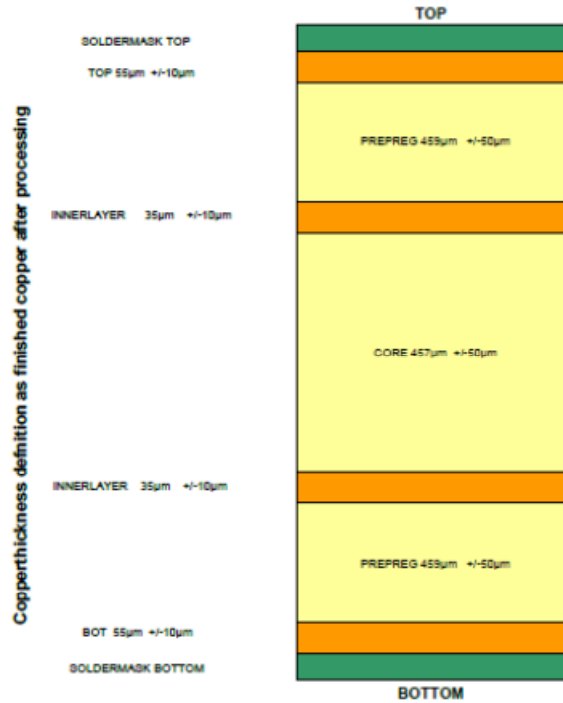 TOP
SOLDERMASK TOP
TOP 55µm +/-10µm
PREPREG 459µm +/-50µm
INNERLAYER 35µm +/-10µm
CORE 457µm +/-50µm
INNERLAYER 35µm +/-10µm
PREPREG 459µm +/-50µm
BOT 55µm +/-10µm
SOLDERMASK BOTTOM
BOTTOM
Copperthickness defnition as finished copper after processing